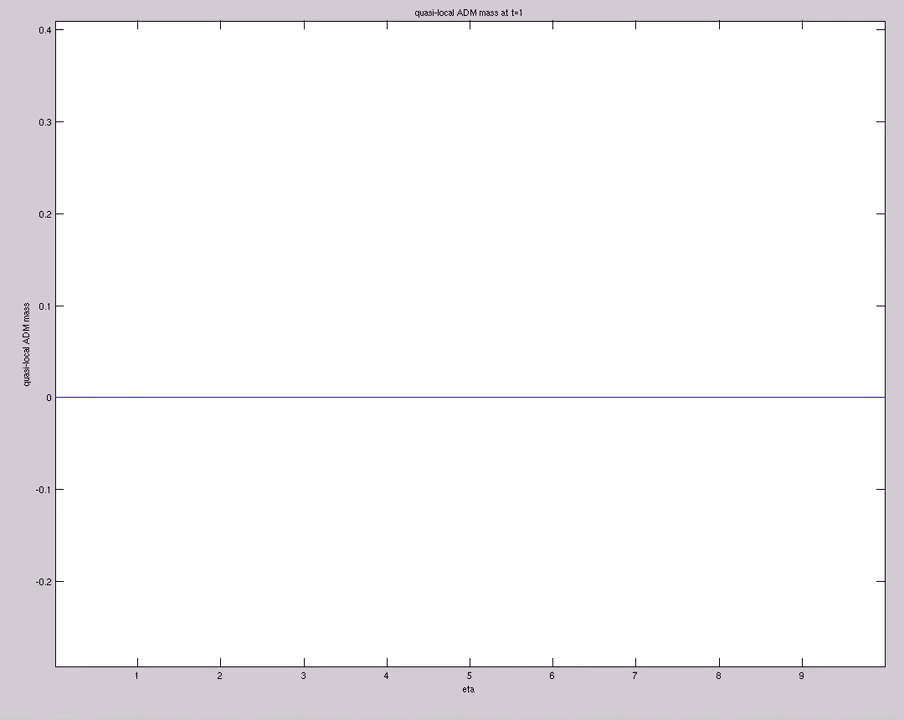 quasi-local ADM mass at t=1
0.4
0.3
0.2
0.1
0
-0.1
-0.2
quasi-local ADM mass
1 2 3 4 5 6 7 8 9
eta